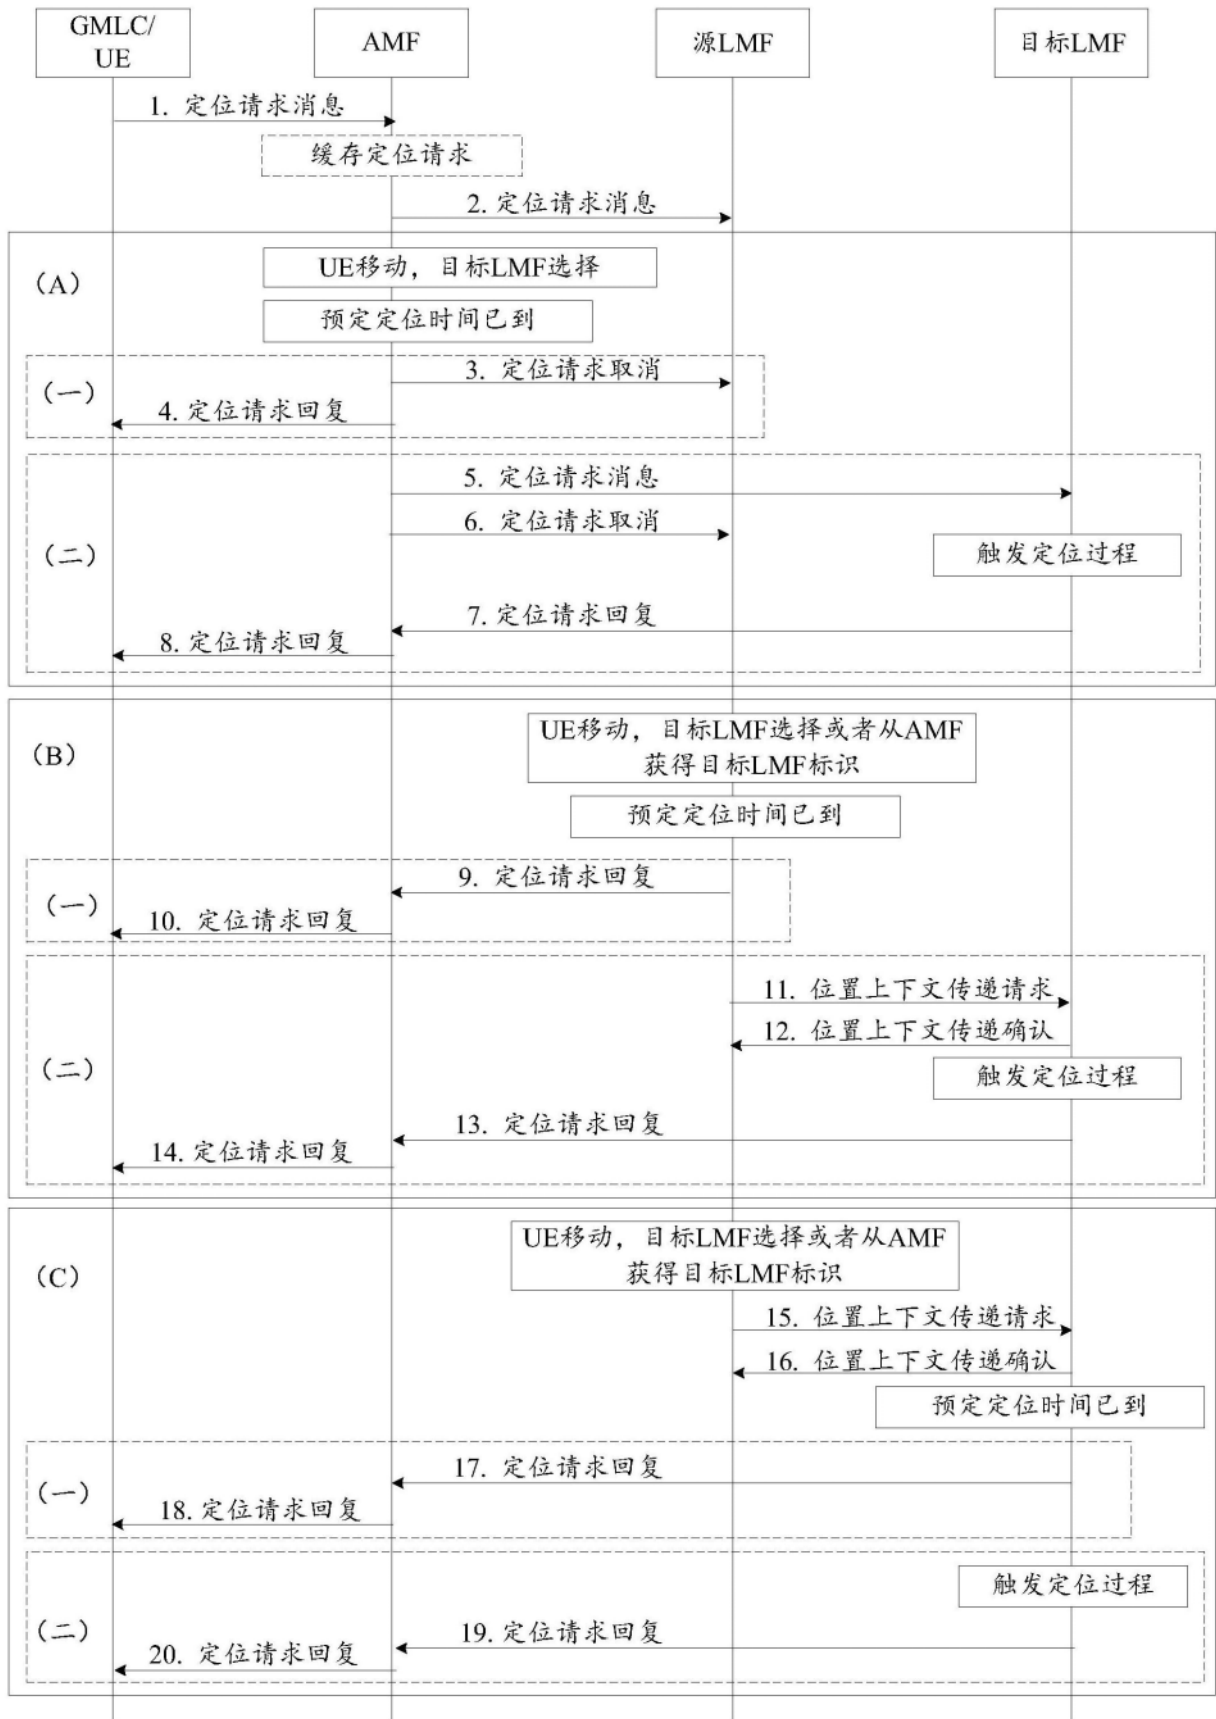 GMLC/
UE
AMF
源LMF
目标LMF
1. 定位请求消息
缓存定位请求
2. 定位请求消息
（A）
UE移动，目标LMF选择
预定定位时间已到
（一）
3. 定位请求取消
4. 定位请求回复
（二）
5. 定位请求消息
6. 定位请求取消
触发定位过程
7. 定位请求回复
8. 定位请求回复
（B）
UE移动，目标LMF选择或者从AMF
获得目标LMF标识
预定定位时间已到
（一）
9. 定位请求回复
10. 定位请求回复
（二）
11. 位置上下文传递请求
12. 位置上下文传递确认
触发定位过程
13. 定位请求回复
14. 定位请求回复
（C）
UE移动，目标LMF选择或者从AMF
获得目标LMF标识
15. 位置上下文传递请求
16. 位置上下文传递确认
预定定位时间已到
（一）
17. 定位请求回复
18. 定位请求回复
（二）
触发定位过程
19. 定位请求回复
20. 定位请求回复